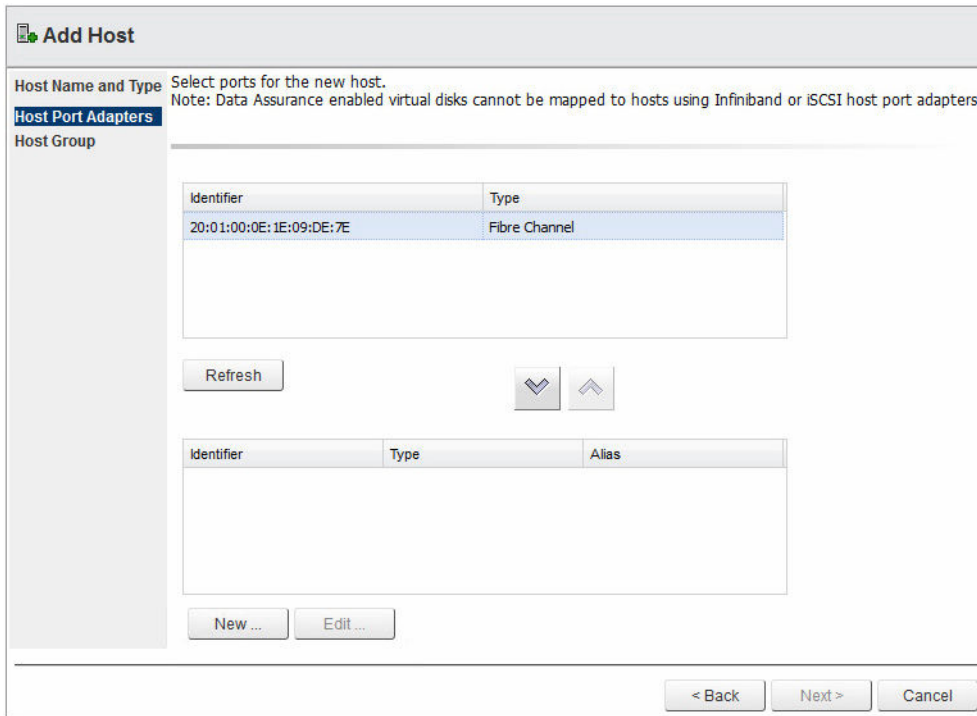 Add Host
Host Name and Type
Host Port Adapters
Host Group
Select ports for the new host.
Note: Data Assurance enabled virtual disks cannot be mapped to hosts using Infiniband or iSCSI host port adapters
Identifier Type
20:01:00:0E:1E:09:DE:7E Fibre Channel
Refresh
Identifier Type Alias
New ... Edit ...
< Back Next > Cancel